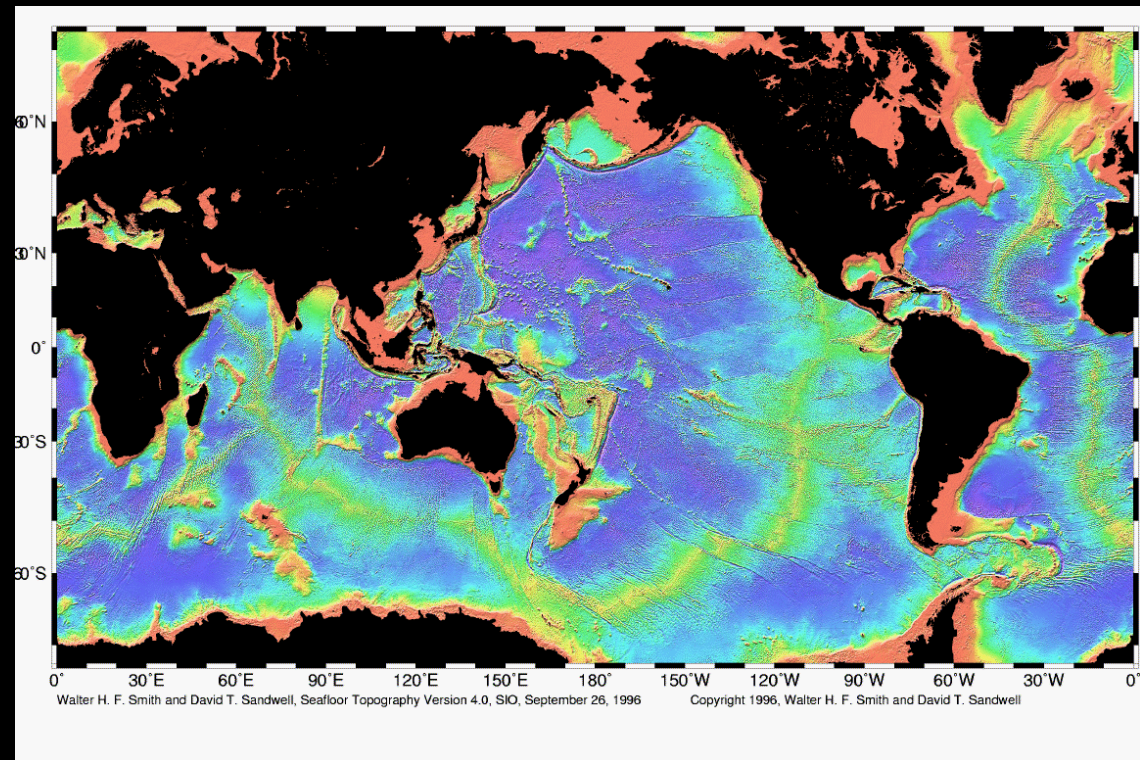 60˚N
30˚N
0˚
30˚S
60˚S
0˚ 30˚E 60˚E 90˚E 120˚E 150˚E 180˚ 150˚W 120˚W 90˚W 60˚W 30˚W 0˚
Walter H. F. Smith and David T. Sandwell, Seafloor Topography Version 4.0, SIO, September 26, 1996 Copyright 1996, Walter H. F. Smith and David T. Sandwell